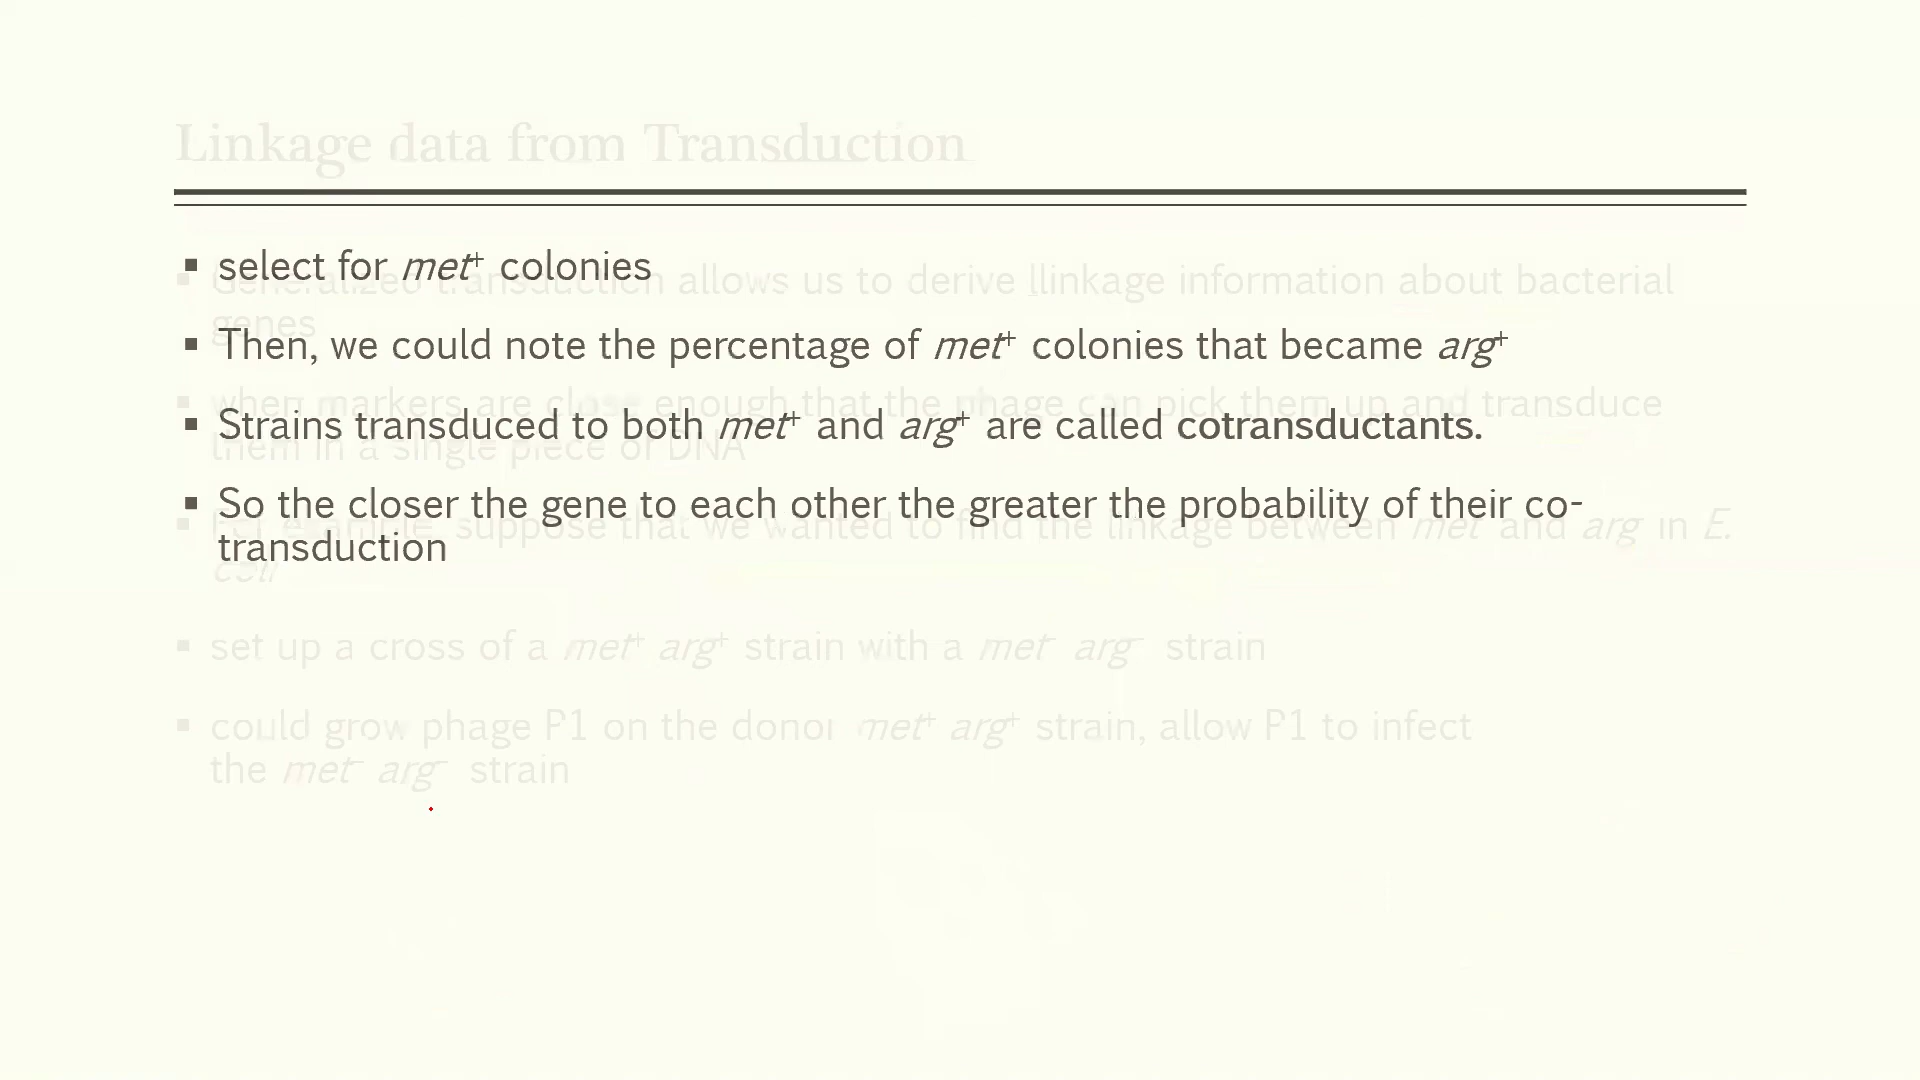 Linkage data from Transduction
▪ select for met⁺ colonies
▪ Generalized transduction allows us to derive llinkage information about bacterial
genes
▪ Then, we could note the percentage of met⁺ colonies that became arg⁺
▪ when markers are close enough that the phage can pick them up and transduce
them in a single piece of DNA
▪ Strains transduced to both met⁺ and arg⁺ are called cotransductants.
▪ So the closer the gene to each other the greater the probability of their co-
transduction
▪ For example, suppose that we wanted to find the linkage between met and arg in E.
coli
▪ set up a cross of a met⁺ arg⁺ strain with a met⁻ arg⁻ strain
▪ could grow phage P1 on the donor met⁺ arg⁺ strain, allow P1 to infect
the met⁻ arg⁻ strain